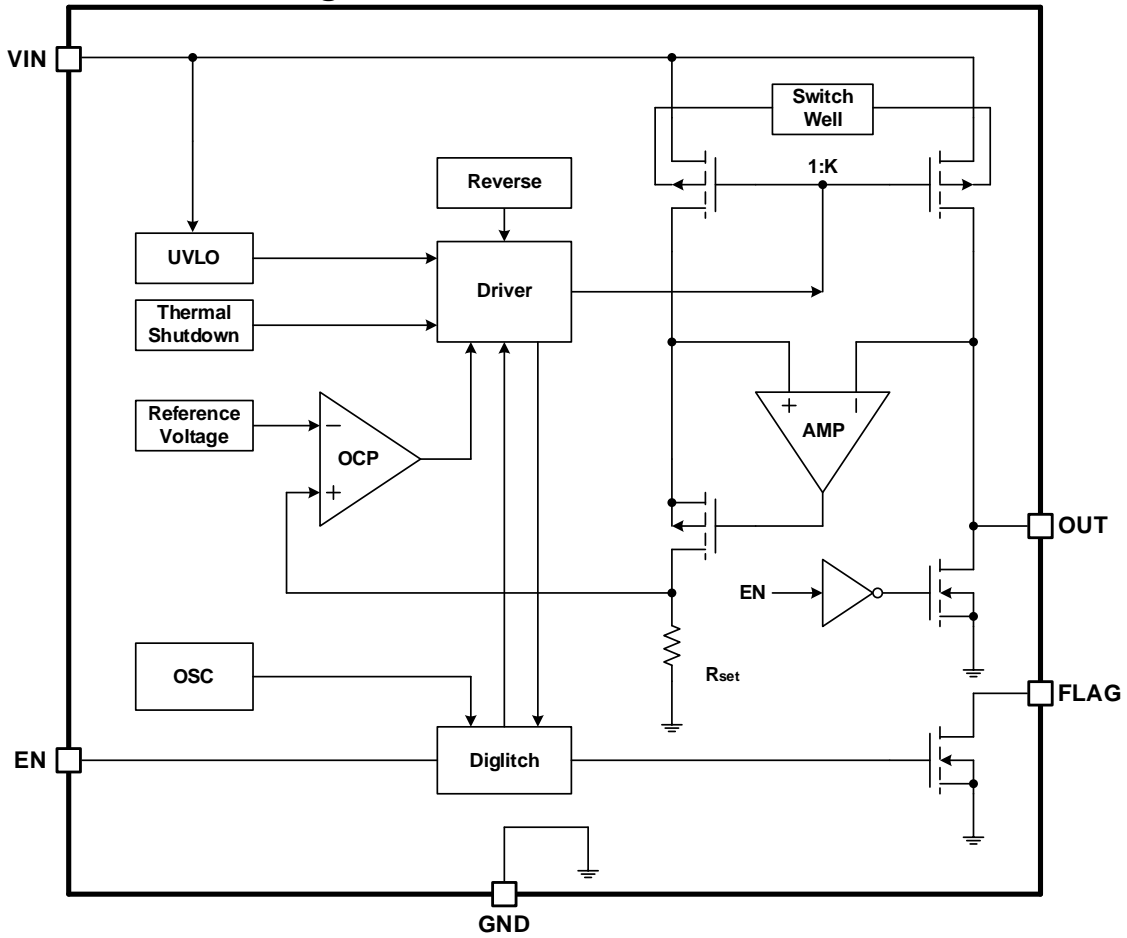 VIN
Switch
Well
1:K
Reverse
UVLO
Driver
Thermal
Shutdown
Reference
Voltage
−
OCP
+
+
−
AMP
OUT
EN
Rset
OSC
FLAG
EN
Diglitch
GND